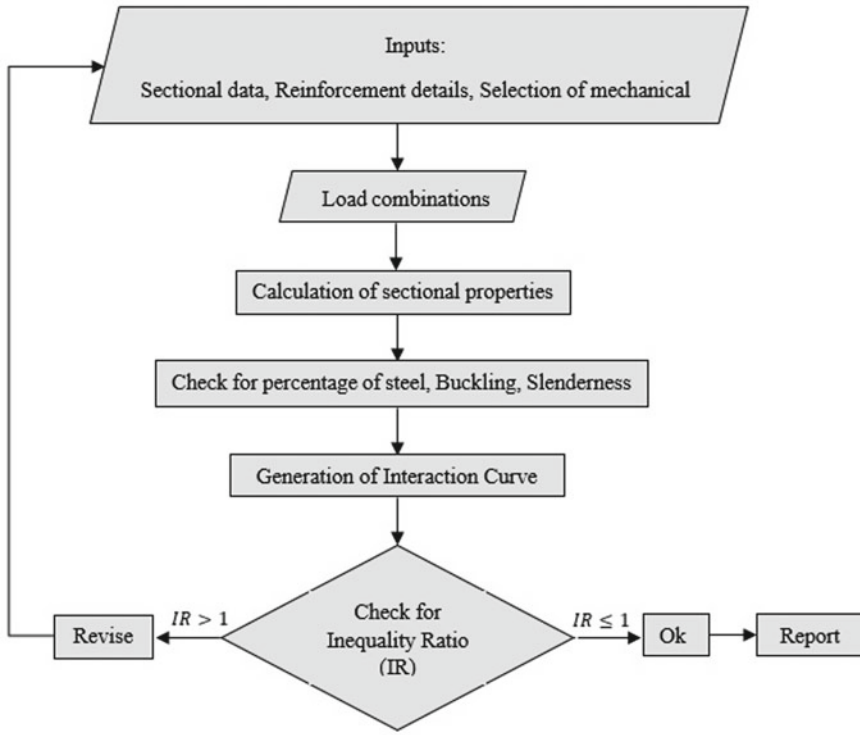 Inputs:
Sectional data, Reinforcement details, Selection of mechanical
Load combinations
Calculation of sectional properties
Check for percentage of steel, Buckling, Slenderness
Generation of Interaction Curve
Check for
Inequality Ratio
(IR)
IR > 1
Revise
IR ≤ 1
Ok
Report